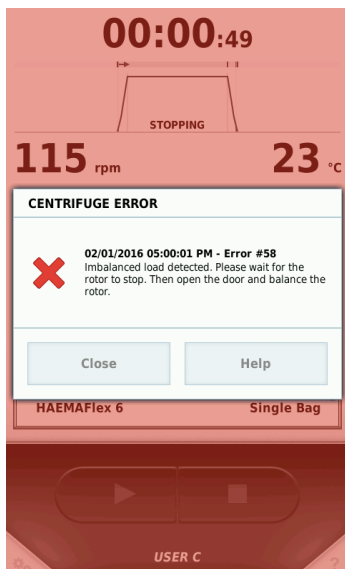 00:00:49
STOPPING
115 rpm 23 °C
CENTRIFUGE ERROR
02/01/2016 05:00:01 PM - Error #58
Imbalanced load detected. Please wait for the
rotor to stop. Then open the door and balance the
rotor.
Close Help
HAEMAFlex 6 Single Bag
USER C
?